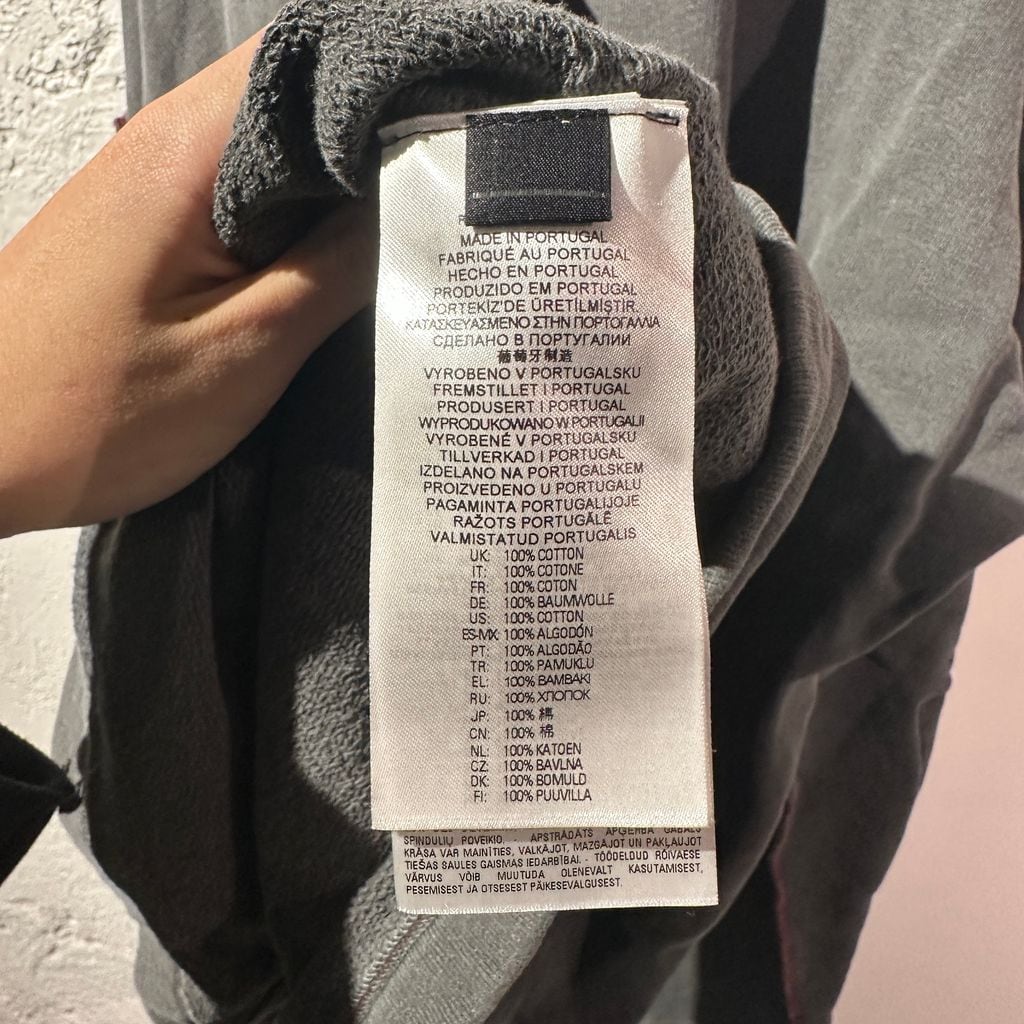 MADE IN PORTUGAL
FABRIQUÉ AU PORTUGAL
HECHO EN PORTUGAL
PRODUZIDO EM PORTUGAL
PORTEKİZ'DE ÜRETİLMİŞTİR.
ΚΑΤΑΣΚΕΥΑΣΜΕΝΟ ΣΤΗΝ ΠΟΡΤΟΓΑΛΛΙΑ
СДЕЛАНО В ПОРТУГАЛИИ
葡萄牙制造
VYROBENO V PORTUGALSKU
FREMSTILLET I PORTUGAL
PRODUSERT I PORTUGAL
WYPRODUKOWANO W PORTUGALII
VYROBENÉ V PORTUGALSKU
TILLVERKAD I PORTUGAL
IZDELANO NA PORTUGALSKEM
PROIZVEDENO U PORTUGALU
PAGAMINTA PORTUGALIJOJE
RAŽOTS PORTUGĀLĒ
VALMISTATUD PORTUGALIS
UK: 100% COTTON
IT: 100% COTONE
FR: 100% COTON
DE: 100% BAUMWOLLE
US: 100% COTTON
ES-MX: 100% ALGODÓN
PT: 100% ALGODÃO
TR: 100% PAMUKLU
EL: 100% BAMBAKI
RU: 100% ХЛОПОК
JP: 100% 綿
CN: 100% 棉
NL: 100% KATOEN
CZ: 100% BAVLNA
DK: 100% BOMULD
FI: 100% PUUVILLA
SPINDULIŲ POVEIKIO. - APSTRĀDĀTS APĢĒRBA GABALS
KRĀSA VAR MAINĪTIES, VALKĀJOT, MAZGĀJOT UN PAKĻAUJOT
TIEŠAS SAULES GAISMAS IEDARBĪBAI. - TÖÖDELDUD RÕIVAESE
VÄRVUS VÕIB MUUTUDA OLENEVALT KASUTAMISEST,
PESEMISEST JA OTSESEST PÄIKESEVALGUSEST.